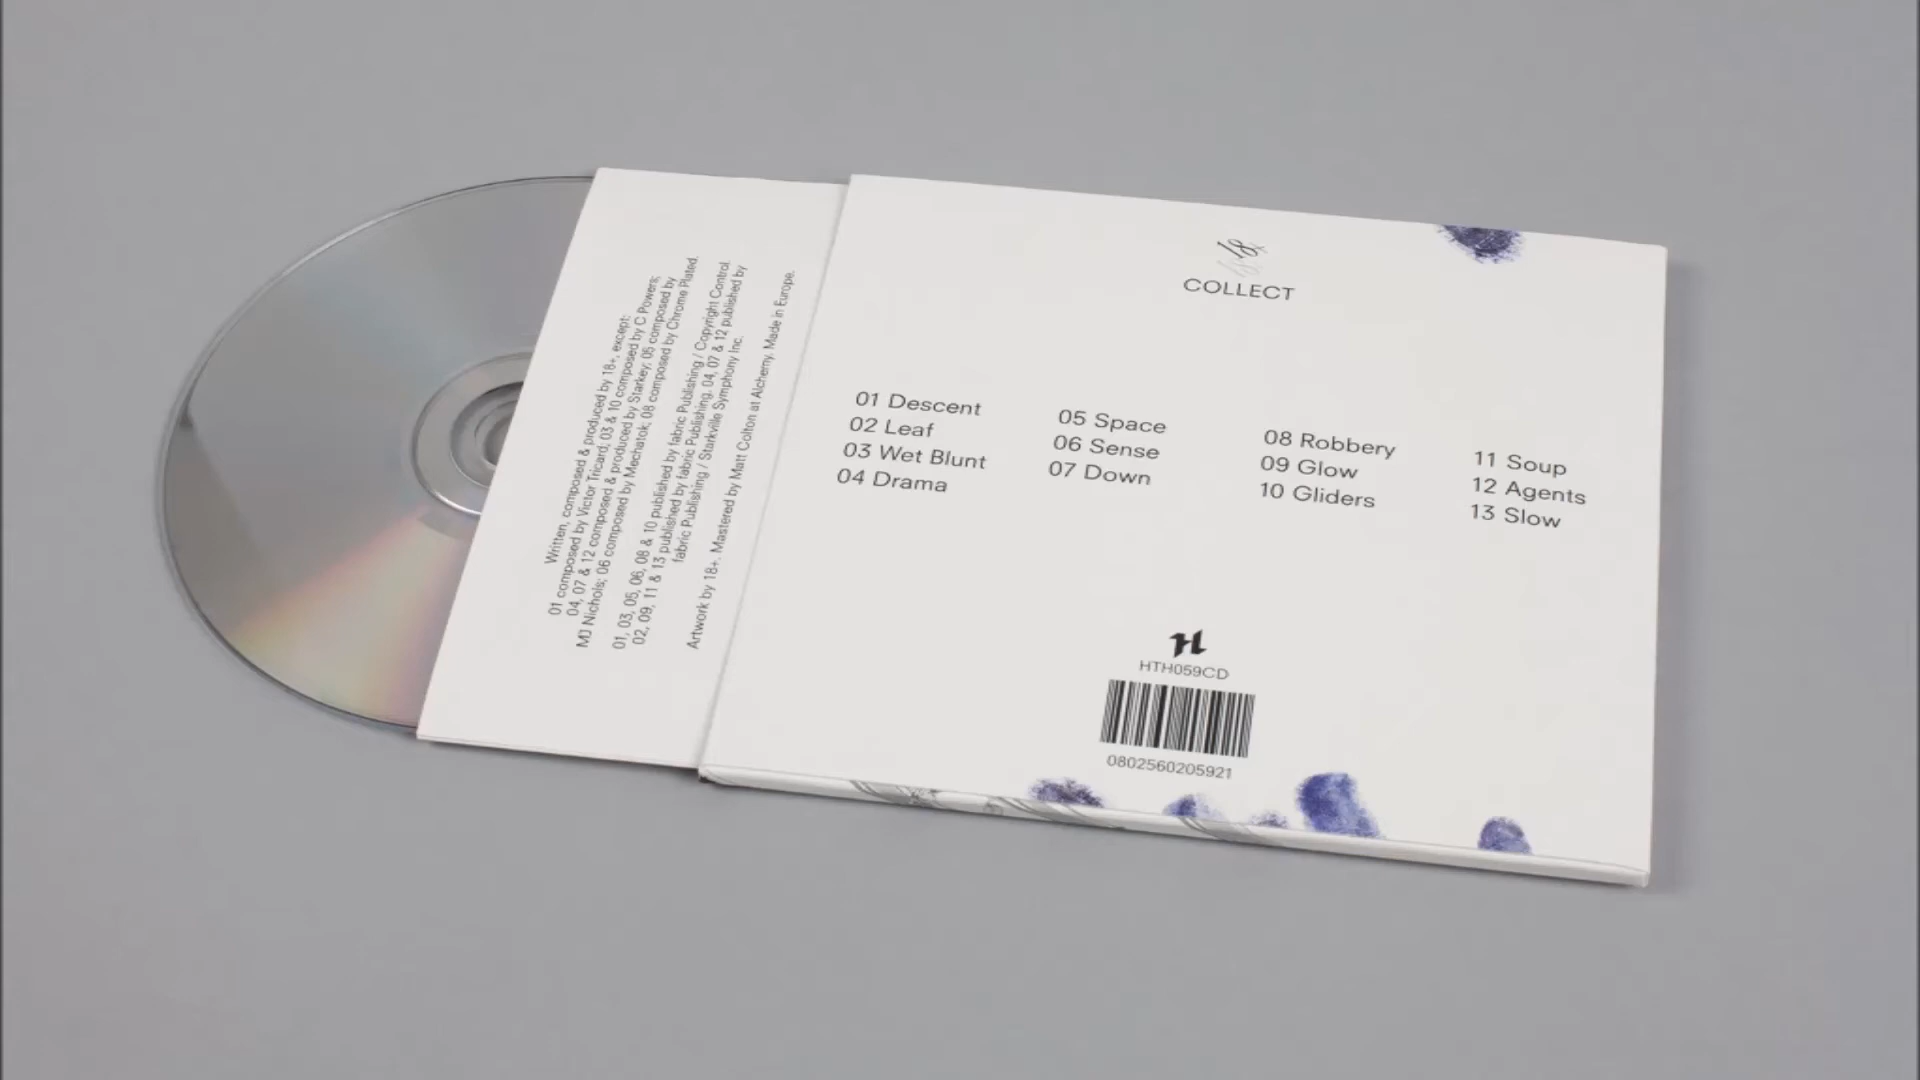 Written, composed & produced by 18+, except:
01 composed by Victor Tricard; 03 & 10 composed by C Powers;
04, 07 & 12 composed & produced by Starkey; 05 composed by
MJ Nichols; 06 composed by Mechatok; 08 composed by Chrome Plated.
01, 03, 05, 06, 08 & 10 published by fabric Publishing / Copyright Control.
02, 09, 11 & 13 published by fabric Publishing. 04, 07 & 12 published by
fabric Publishing / Starkville Symphony Inc.
Artwork by 18+. Mastered by Matt Colton at Alchemy. Made in Europe.
18+
COLLECT
01 Descent
02 Leaf
03 Wet Blunt
04 Drama
05 Space
06 Sense
07 Down
08 Robbery
09 Glow
10 Gliders
11 Soup
12 Agents
13 Slow
H
HTH059CD
0802560205921